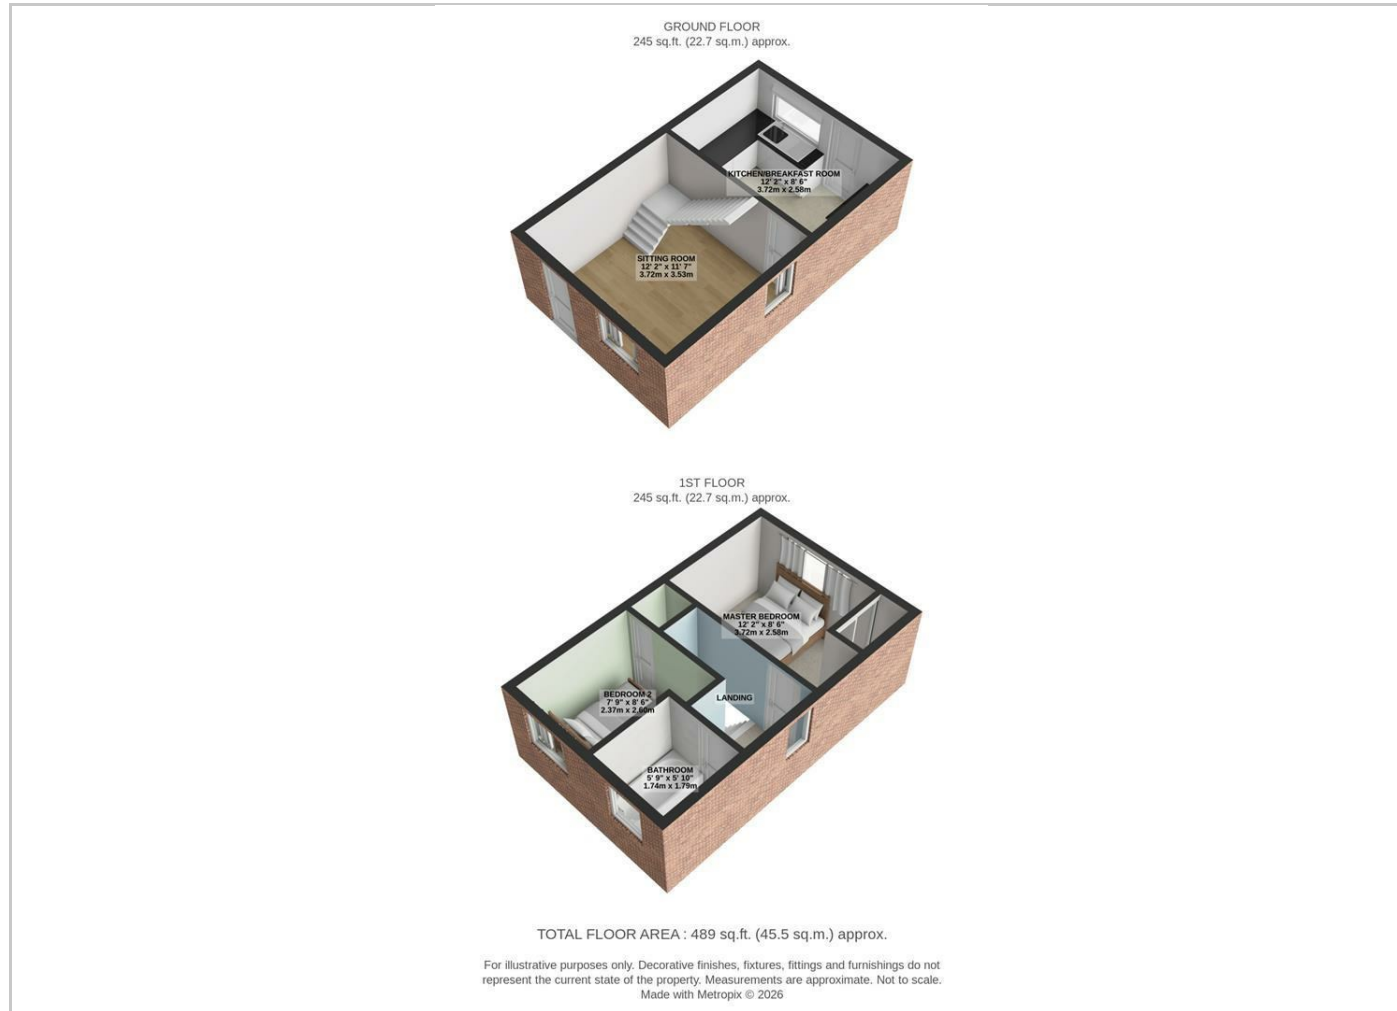 GROUND FLOOR
245 sq.ft. (22.7 sq.m.) approx.
KITCHEN/BREAKFAST ROOM
12' 2" x 8' 6"
3.72m x 2.58m
SITTING ROOM
12' 2" x 11' 7"
3.72m x 3.53m
1ST FLOOR
245 sq.ft. (22.7 sq.m.) approx.
MASTER BEDROOM
12' 2" x 8' 6"
3.72m x 2.58m
BEDROOM 2
7' 9" x 8' 6"
2.37m x 2.60m
LANDING
BATHROOM
5' 9" x 5' 10"
1.74m x 1.79m
TOTAL FLOOR AREA : 489 sq.ft. (45.5 sq.m.) approx.
For illustrative purposes only. Decorative finishes, fixtures, fittings and furnishings do not
represent the current state of the property. Measurements are approximate. Not to scale.
Made with Metropix © 2026